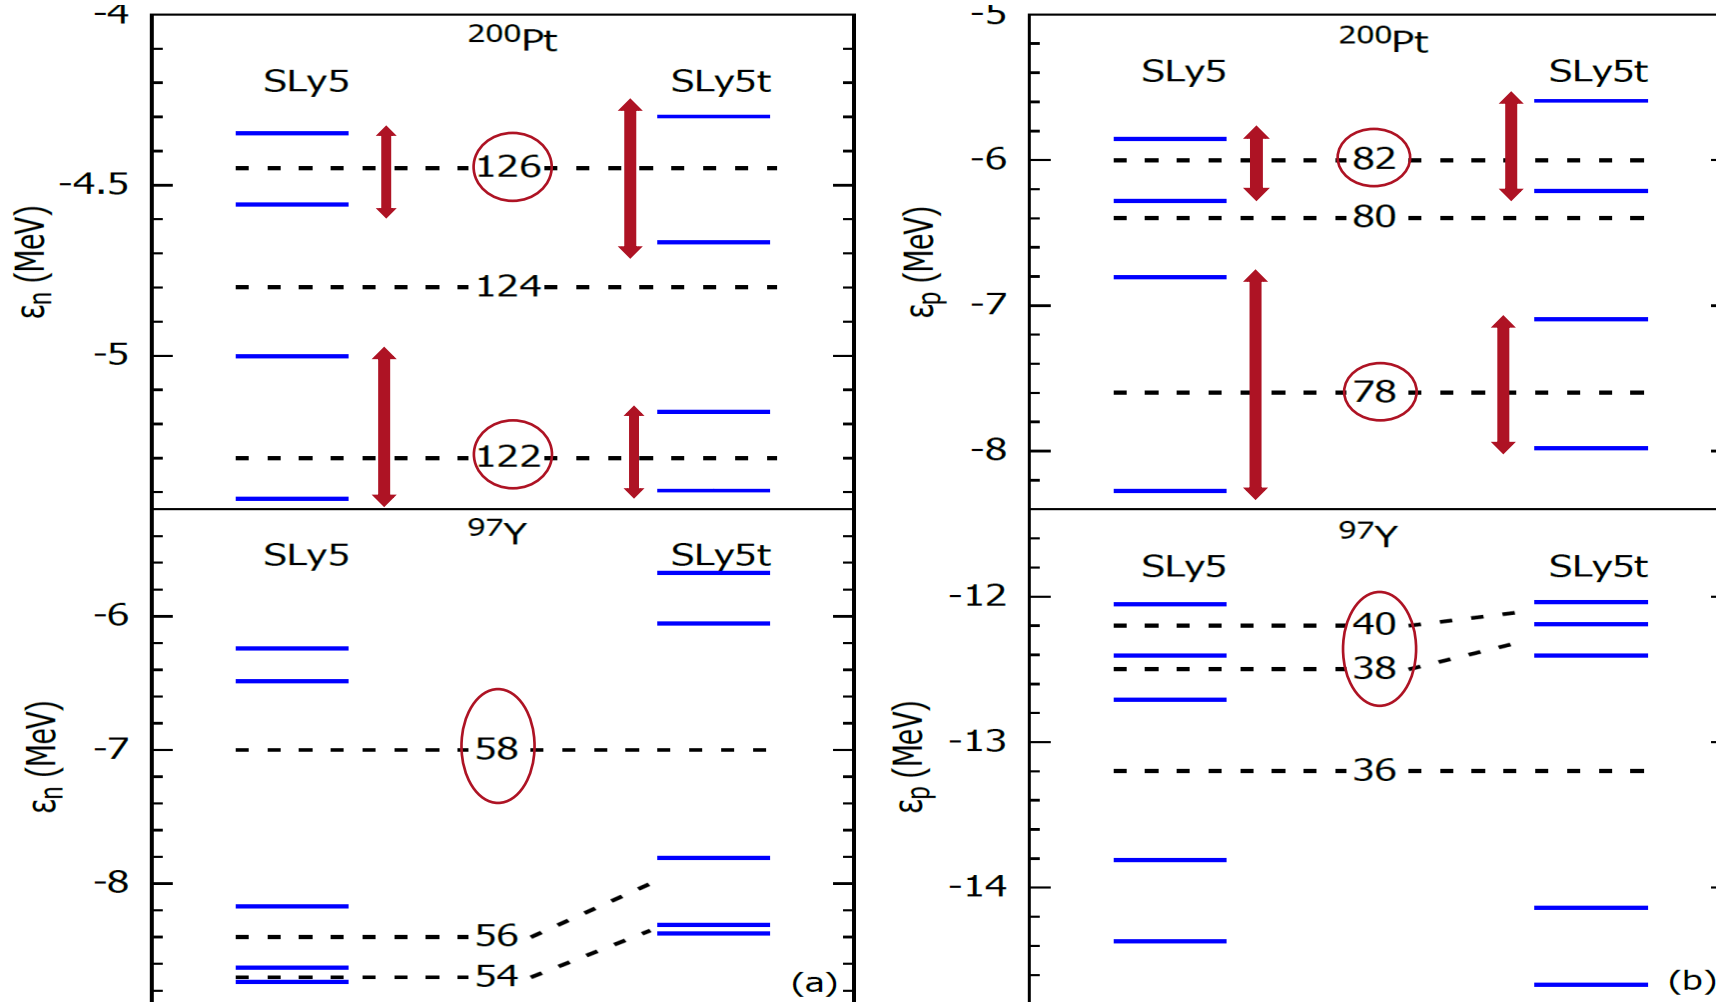 -4
-4.5
-5
εn (MeV)
200Pt
SLy5
SLy5t
126
124
122
-6
-7
-8
εn (MeV)
97Y
SLy5
SLy5t
58
56
54
(a)
-5
-6
-7
-8
εp (MeV)
200Pt
SLy5
SLy5t
82
80
78
-12
-13
-14
εp (MeV)
97Y
SLy5
SLy5t
40
38
36
(b)